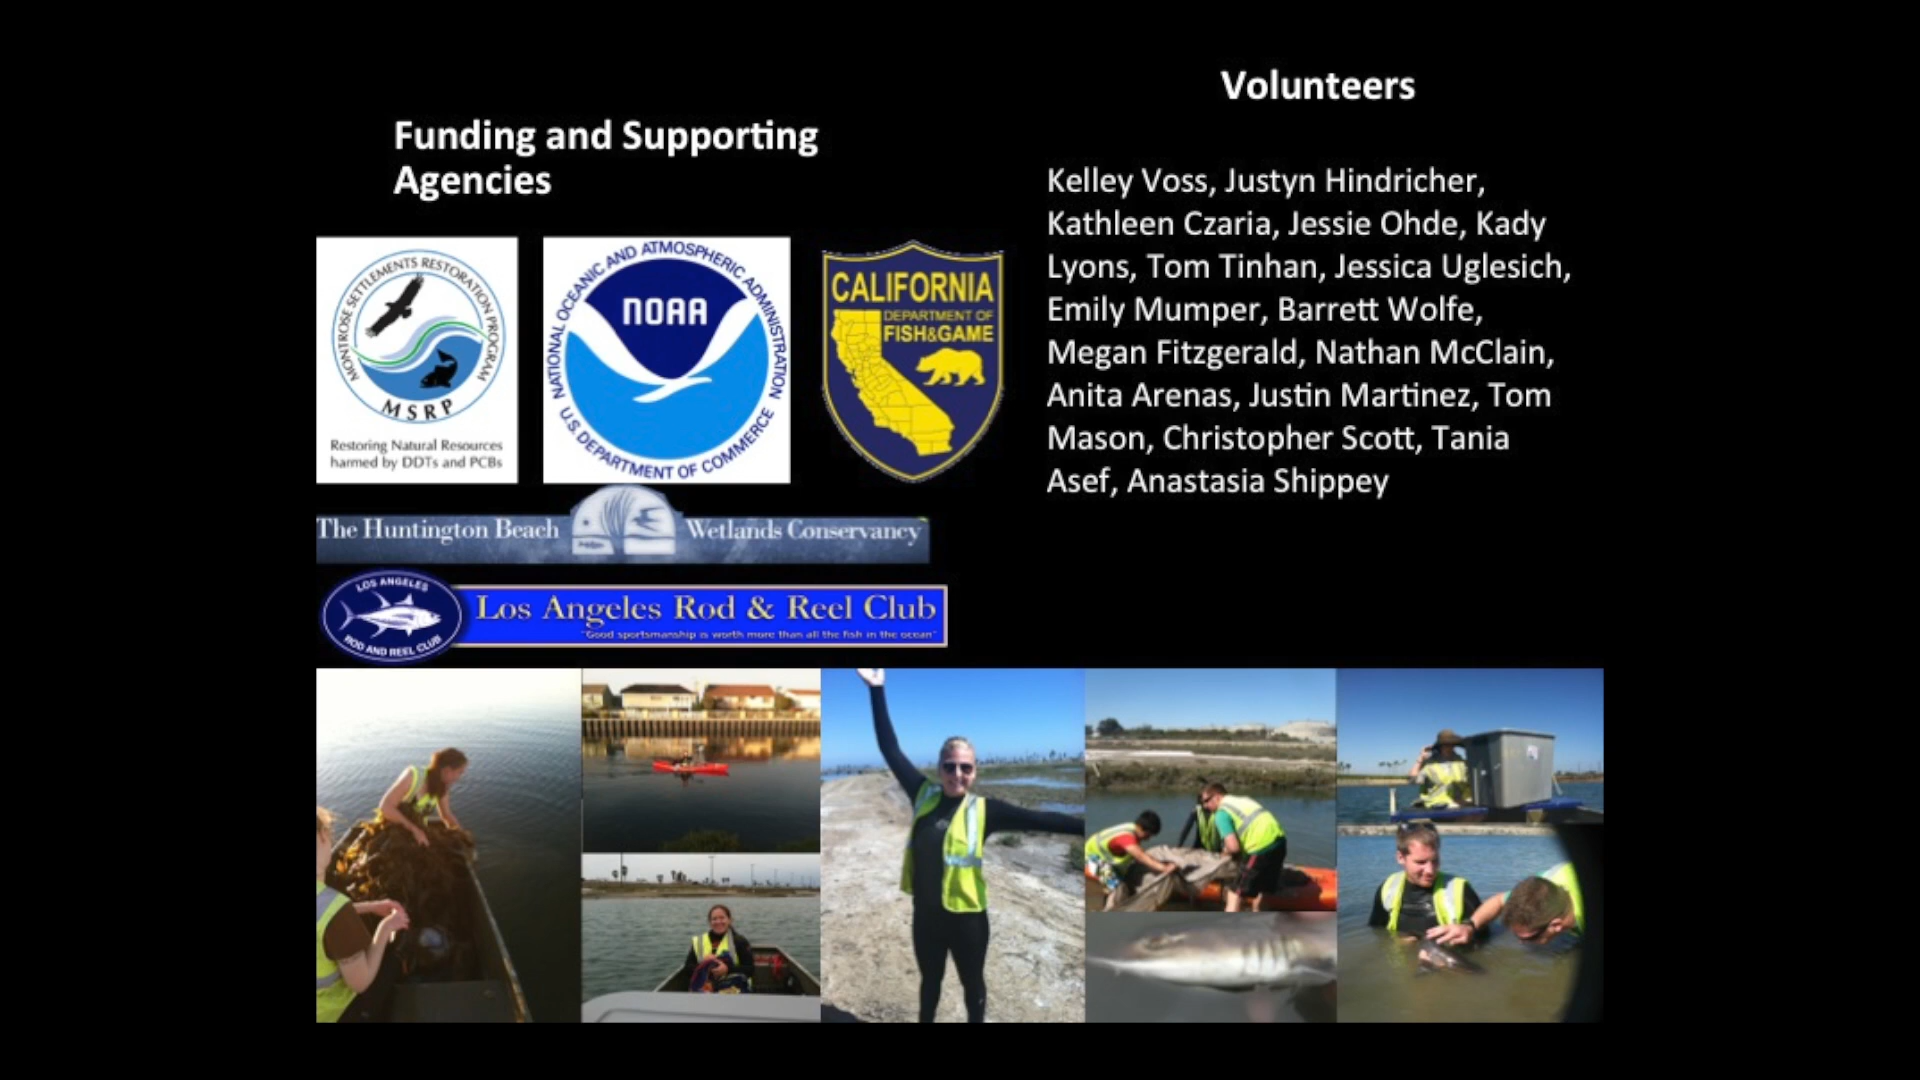 Volunteers
Funding and Supporting
Agencies
Kelley Voss, Justyn Hindricher,
Kathleen Czaria, Jessie Ohde, Kady
Lyons, Tom Tinhan, Jessica Uglesich,
Emily Mumper, Barrett Wolfe,
Megan Fitzgerald, Nathan McClain,
Anita Arenas, Justin Martinez, Tom
Mason, Christopher Scott, Tania
Asef, Anastasia Shippey
MONTROSE SETTLEMENTS RESTORATION PROGRAM
MSRP
Restoring Natural Resources
harmed by DDTs and PCBs
NATIONAL OCEANIC AND ATMOSPHERIC ADMINISTRATION
NOAA
U.S. DEPARTMENT OF COMMERCE
CALIFORNIA
DEPARTMENT OF
FISH&GAME
The Huntington Beach Wetlands Conservancy
LOS ANGELES
ROD AND REEL CLUB
Los Angeles Rod & Reel Club
"Good sportsmanship is worth more than all the fish in the ocean"